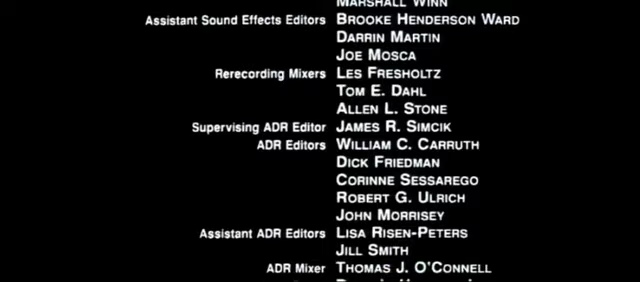 MARSHALL WINN
Assistant Sound Effects Editors BROOKE HENDERSON WARD
DARRIN MARTIN
JOE MOSCA
Rerecording Mixers LES FRESHOLTZ
TOM E. DAHL
ALLEN L. STONE
Supervising ADR Editor JAMES R. SIMCIK
ADR Editors WILLIAM C. CARRUTH
DICK FRIEDMAN
CORINNE SESSAREGO
ROBERT G. ULRICH
JOHN MORRISEY
Assistant ADR Editors LISA RISEN-PETERS
JILL SMITH
ADR Mixer THOMAS J. O'CONNELL